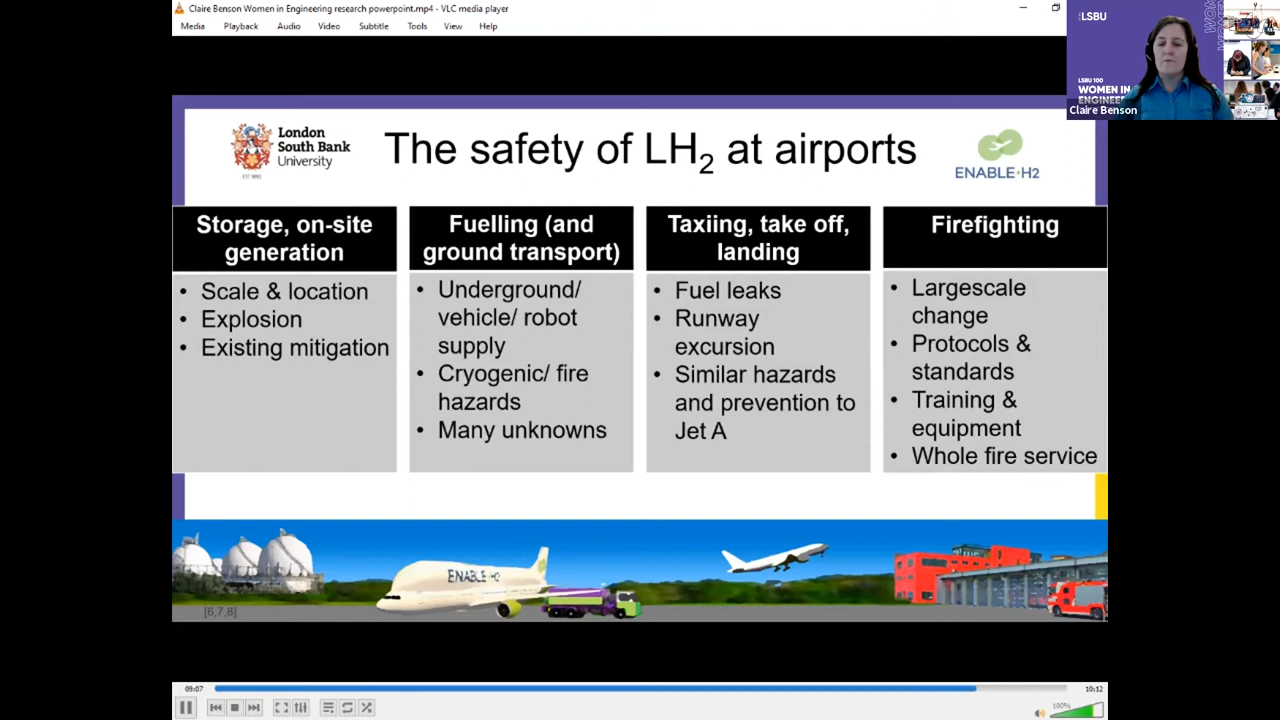 Claire Benson Women in Engineering research powerpoint.mp4 - VLC media player
Media Playback Audio Video Subtitle Tools View Help
LSBU
LSBU 100
WOMEN IN
Claire Benson
London
South Bank
University
EST 1892
The safety of LH₂ at airports
ENABLE·H2
Storage, on-site
generation
• Scale & location
• Explosion
• Existing mitigation
Fuelling (and
ground transport)
• Underground/
vehicle/ robot
supply
• Cryogenic/ fire
hazards
• Many unknowns
Taxiing, take off,
landing
• Fuel leaks
• Runway
excursion
• Similar hazards
and prevention to
Jet A
Firefighting
• Largescale
change
• Protocols &
standards
• Training &
equipment
• Whole fire service
ENABLE·H2
[6,7,8]
09:07
10:12
100%